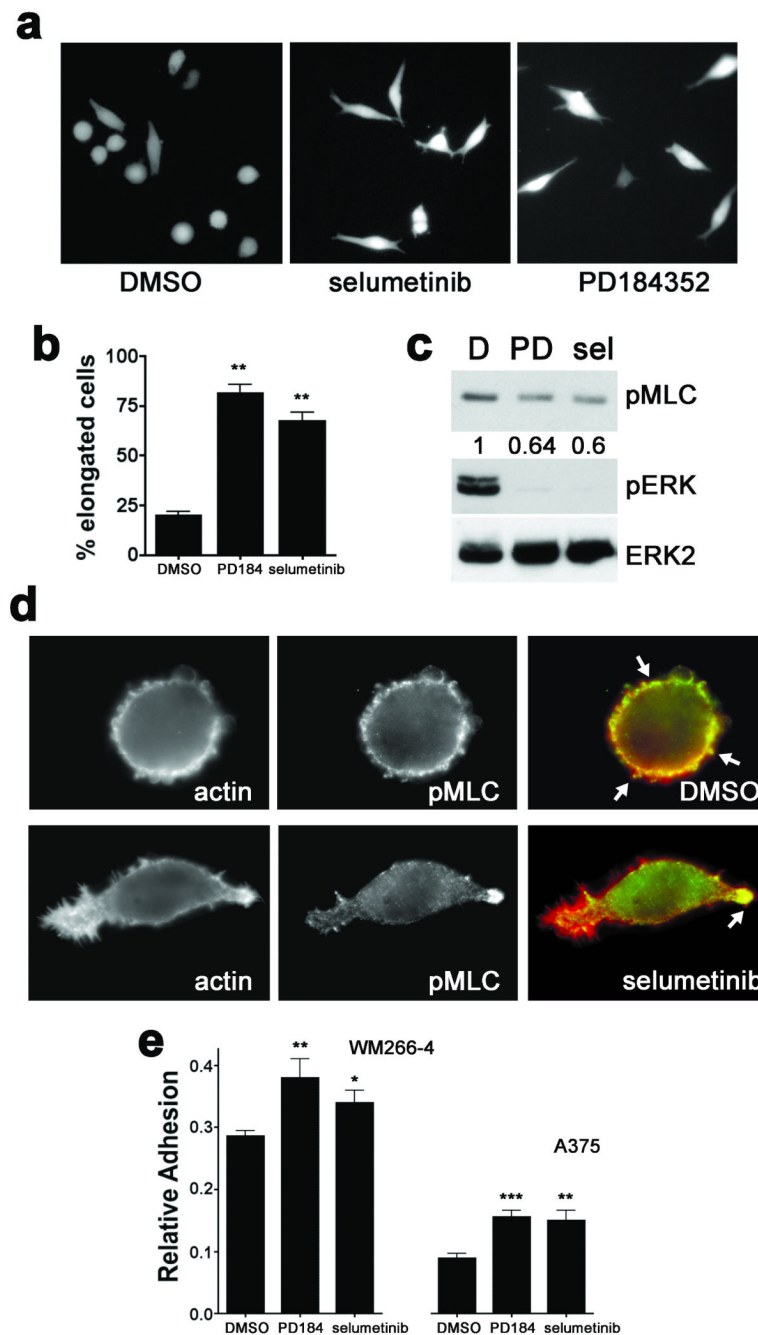 a
DMSO selumetinib PD184352
b
% elongated cells
100
75
50
25
0
** **
DMSO PD184 selumetinib
c
D PD sel
pMLC
1 0.64 0.6
pERK
ERK2
d
actin pMLC DMSO
actin pMLC selumetinib
e
Relative Adhesion
0.4
0.3
0.2
0.1
0.0
WM266-4
** *
DMSO PD184 selumetinib
A375
*** **
DMSO PD184 selumetinib